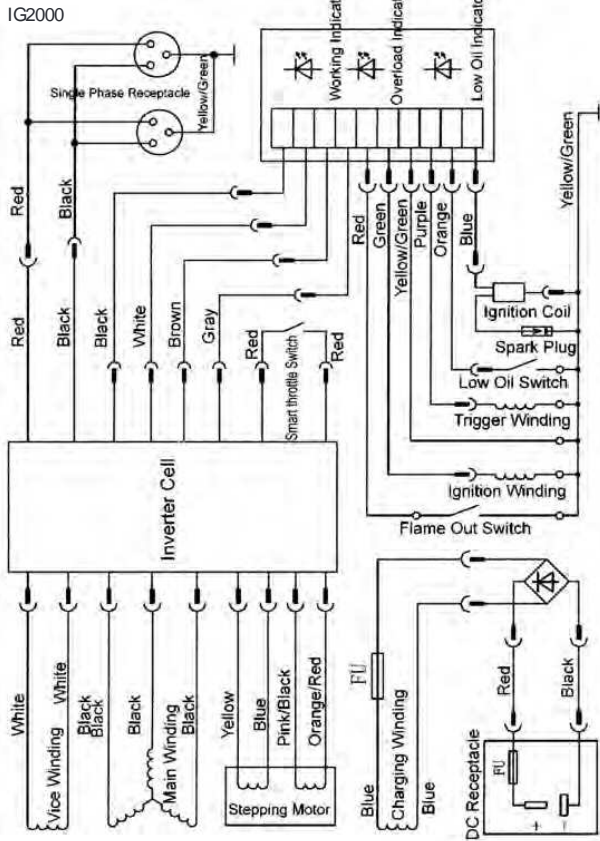 IG2000
Single Phase Receptacle
Yellow/Green
Working Indicat
Overload Indicat
Low Oil Indicat
Red
Black
Red
Green
Yellow/Green
Purple
Orange
Blue
Yellow/Green
Ignition Coil
Spark Plug
Low Oil Switch
Trigger Winding
Ignition Winding
Flame Out Switch
Red
Black
Black
White
Brown
Gray
Red
Smart throttle Switch
Red
Inverter Cell
White
Vice Winding
White
Black
Black
Black
Main Winding
Black
Yellow
Blue
Pink/Black
Orange/Red
Stepping Motor
FU
Blue
Charging Winding
Blue
Red
Black
DC Receptacle
FU
+
-